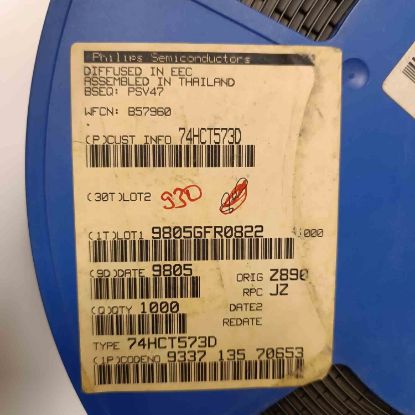 Philips Semiconductors
DIFFUSED IN EEC
ASSEMBLED IN THAILAND
BSEQ: PSV47
WFCN: B57960
(P)CUST INFO 74HCT573D
(30T)LOT2 930
(1T)LOT1 9805GFR0822 1000
(9D)DATE 9805 ORIG Z890
RPC JZ
(Q)QTY 1000 DATE2
REDATE
TYPE 74HCT573D
(1P)CODENO 9337 135 70653